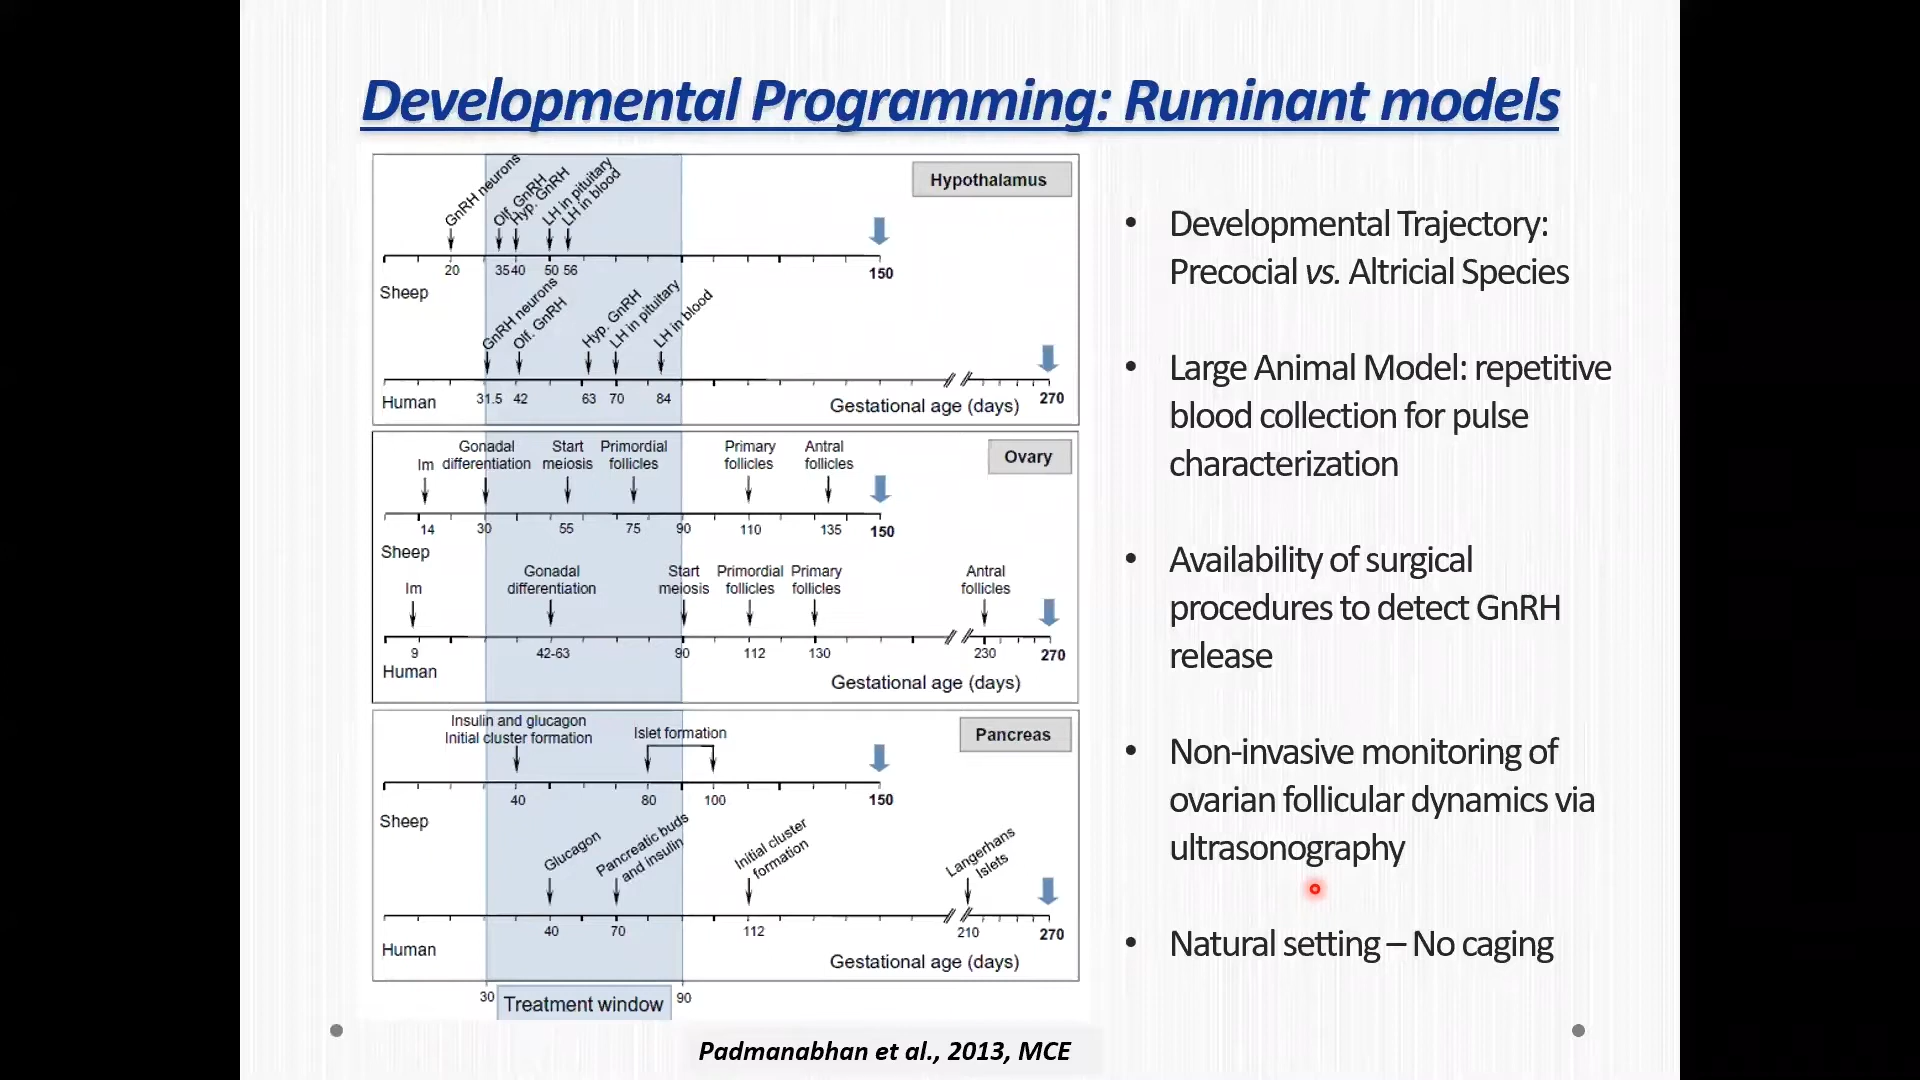 Developmental Programming: Ruminant models
Hypothalamus
GnRH neurons
Olf. GnRH
Hyp. GnRH
LH in pituitary
LH in blood
20 35 40 50 56 150
Sheep
GnRH neurons
Olf. GnRH
Hyp. GnRH
LH in pituitary
LH in blood
31.5 42 63 70 84 270
Human
Gestational age (days)
Ovary
Im
Gonadal
differentiation
Start
meiosis
Primordial
follicles
Primary
follicles
Antral
follicles
14 30 55 75 90 110 135 150
Sheep
Im
Gonadal
differentiation
Start
meiosis
Primordial
follicles
Primary
follicles
Antral
follicles
9 42-63 90 112 130 230 270
Human
Gestational age (days)
Pancreas
Insulin and glucagon
Initial cluster formation
Islet formation
40 80 100 150
Sheep
Glucagon
Pancreatic buds
and insulin
Initial cluster
formation
Langerhans
Islets
40 70 112 210 270
Human
Gestational age (days)
30 Treatment window 90
• Developmental Trajectory:
Precocial vs. Altricial Species
• Large Animal Model: repetitive
blood collection for pulse
characterization
• Availability of surgical
procedures to detect GnRH
release
• Non-invasive monitoring of
ovarian follicular dynamics via
ultrasonography
• Natural setting – No caging
Padmanabhan et al., 2013, MCE